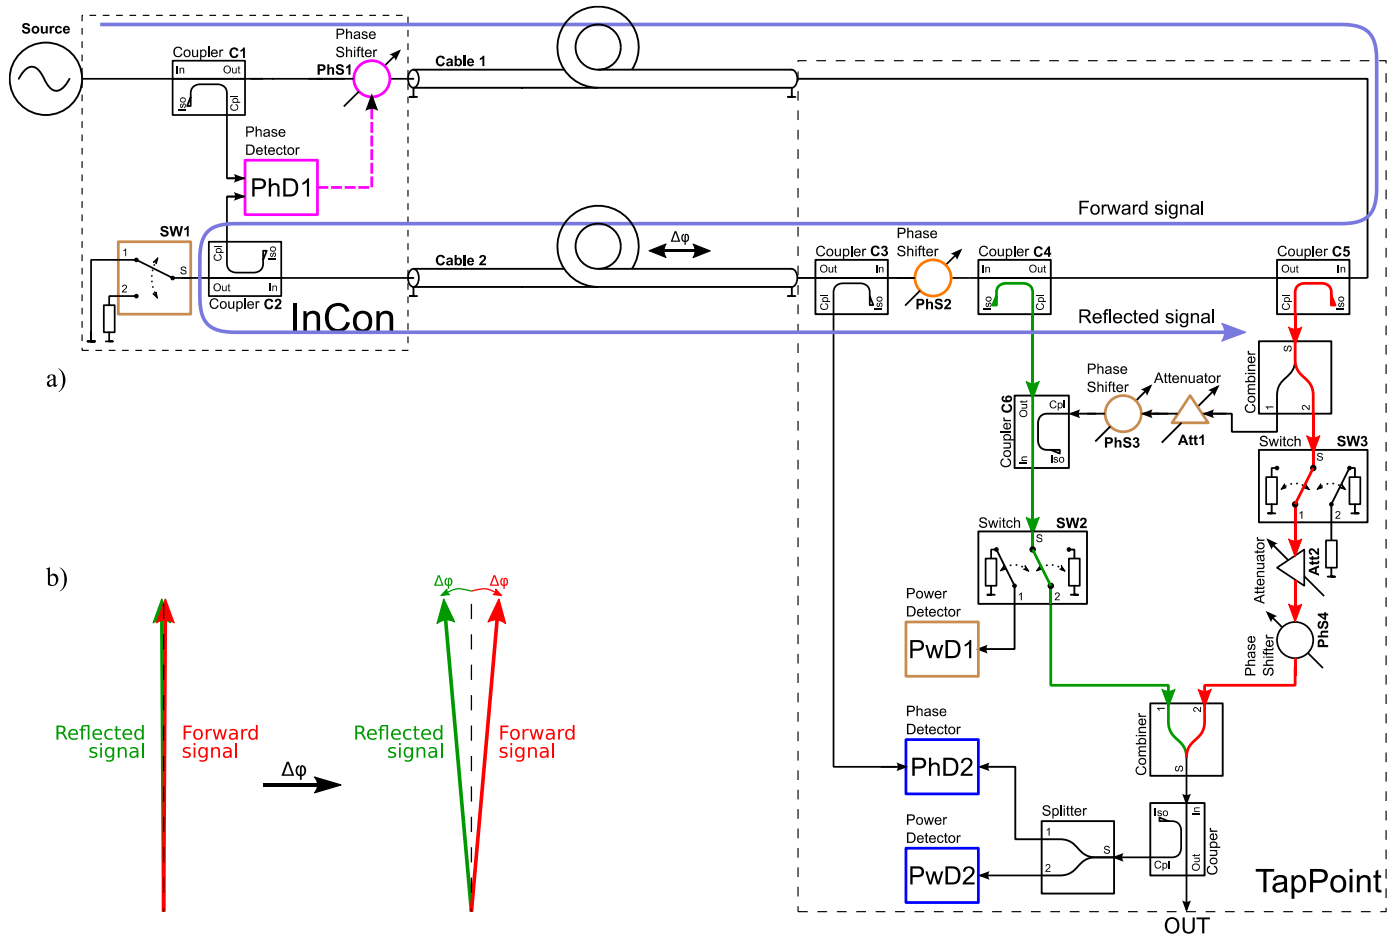 Source
Coupler C1
In
Out
Iso
Cpl
Phase
Shifter
PhS1
Cable 1
Phase
Detector
PhD1
Forward signal
SW1
1
2
S
Cpl
Iso
Out
In
Coupler C2
InCon
Cable 2
Δφ
Coupler C3
Out
In
Cpl
Iso
Phase
Shifter
PhS2
Coupler C4
In
Out
Iso
Cpl
Coupler C5
Out
In
Cpl
Iso
Reflected signal
a)
Combiner
S
1
2
Phase
Shifter
PhS3
Attenuator
Att1
Coupler C6
Out
In
Cpl
Iso
Switch
SW3
S
1
2
Switch
SW2
S
1
2
Attenuator
Att2
Phase
Shifter
PhS4
Power
Detector
PwD1
b)
Δφ
Δφ
Reflected
signal
Forward
signal
Δφ
Reflected
signal
Forward
signal
Combiner
1
2
S
Phase
Detector
PhD2
Power
Detector
PwD2
Splitter
1
2
S
Iso
In
Cpl
Out
Couper
TapPoint
OUT